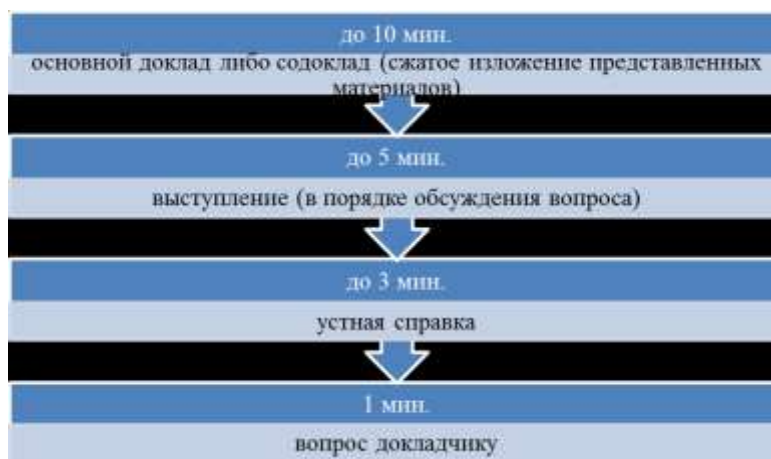 до 10 мин.
основной доклад либо содоклад (сжатое изложение представленных
материалов)
до 5 мин.
выступление (в порядке обсуждения вопроса)
до 3 мин.
устная справка
1 мин.
вопрос докладчику